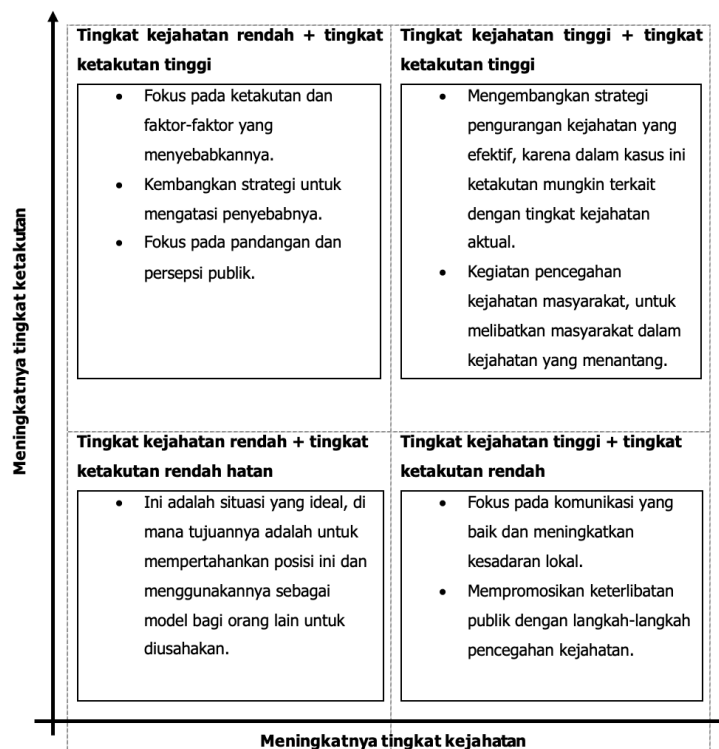 Meningkatnya tingkat ketakutan
Tingkat kejahatan rendah + tingkat
ketakutan tinggi
• Fokus pada ketakutan dan
faktor-faktor yang
menyebabkannya.
• Kembangkan strategi untuk
mengatasi penyebabnya.
• Fokus pada pandangan dan
persepsi publik.
Tingkat kejahatan tinggi + tingkat
ketakutan tinggi
• Mengembangkan strategi
pengurangan kejahatan yang
efektif, karena dalam kasus ini
ketakutan mungkin terkait
dengan tingkat kejahatan
aktual.
• Kegiatan pencegahan
kejahatan masyarakat, untuk
melibatkan masyarakat dalam
kejahatan yang menantang.
Tingkat kejahatan rendah + tingkat
ketakutan rendah hatan
• Ini adalah situasi yang ideal, di
mana tujuannya adalah untuk
mempertahankan posisi ini dan
menggunakannya sebagai
model bagi orang lain untuk
diusahakan.
Tingkat kejahatan tinggi + tingkat
ketakutan rendah
• Fokus pada komunikasi yang
baik dan meningkatkan
kesadaran lokal.
• Mempromosikan keterlibatan
publik dengan langkah-langkah
pencegahan kejahatan.
Meningkatnya tingkat kejahatan